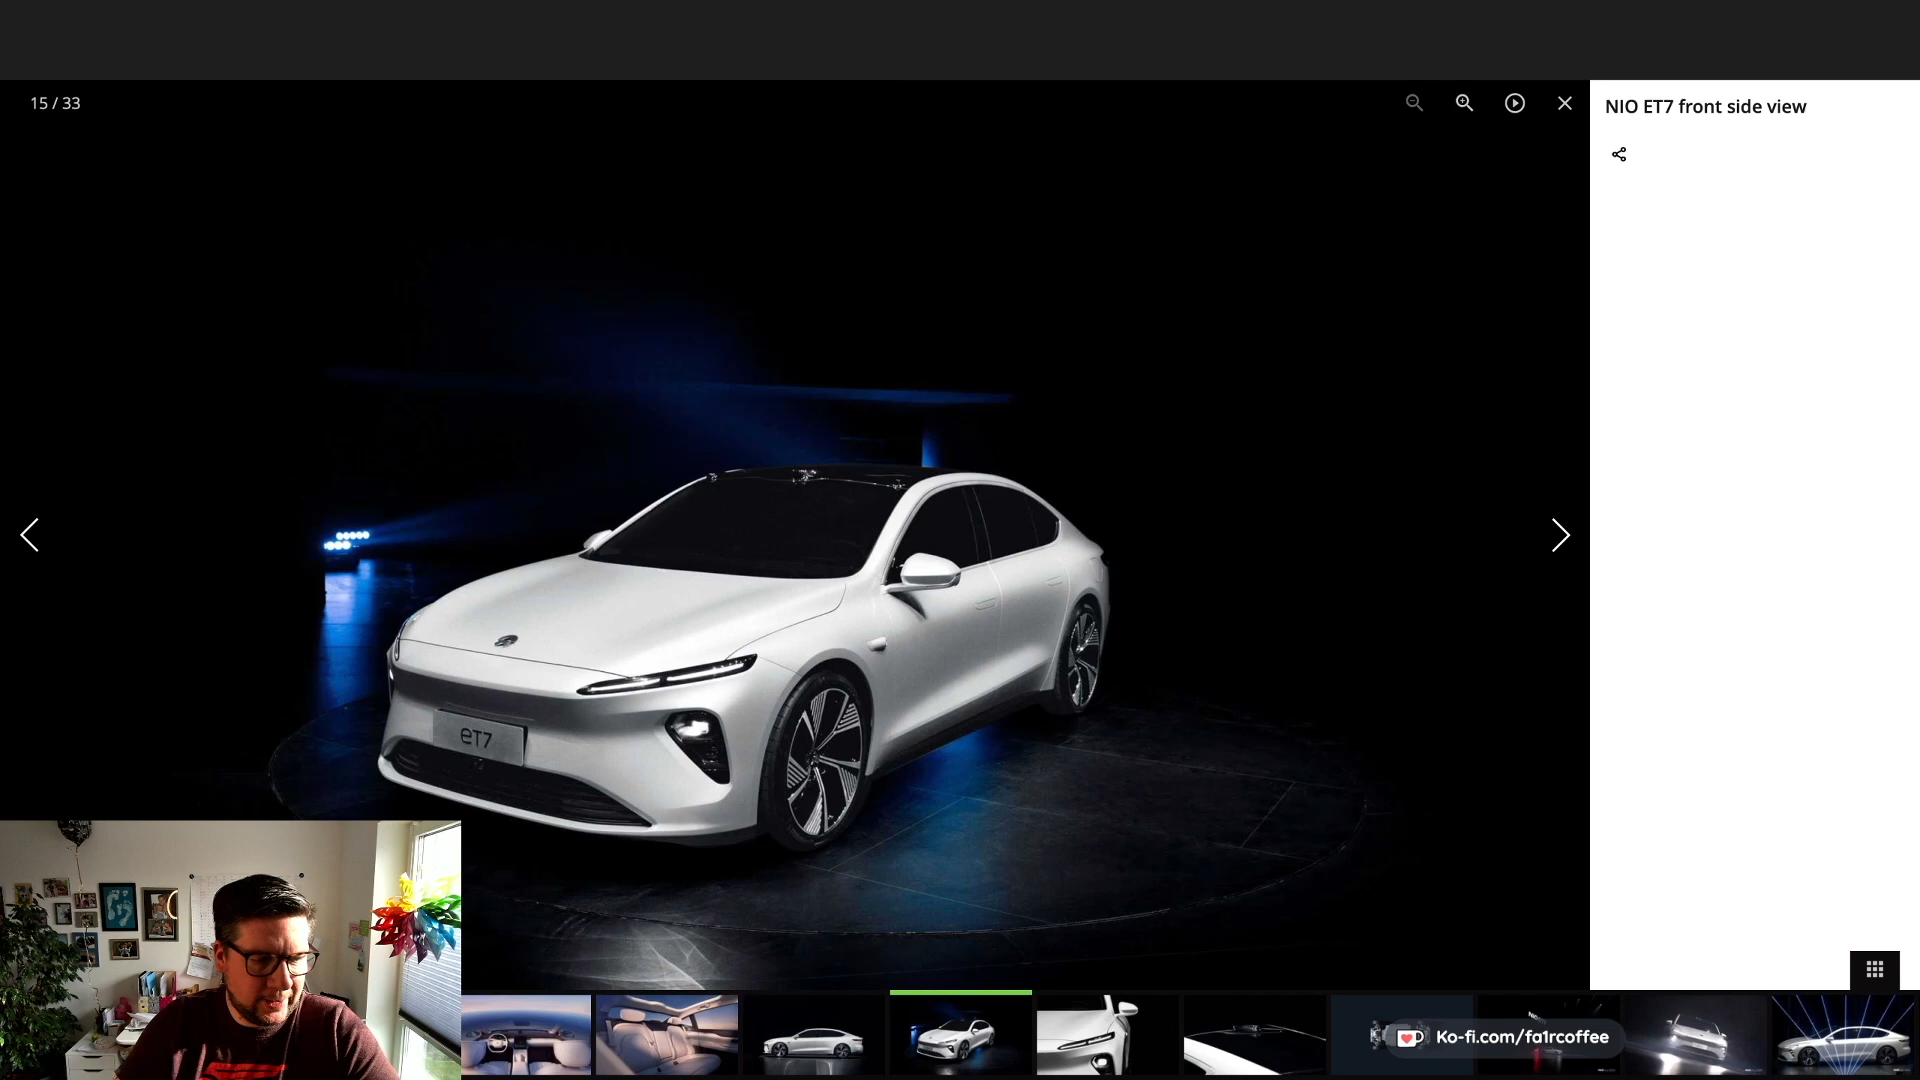 15 / 33
NIO ET7 front side view
eT7
Ko-fi.com/fa1rcoffee